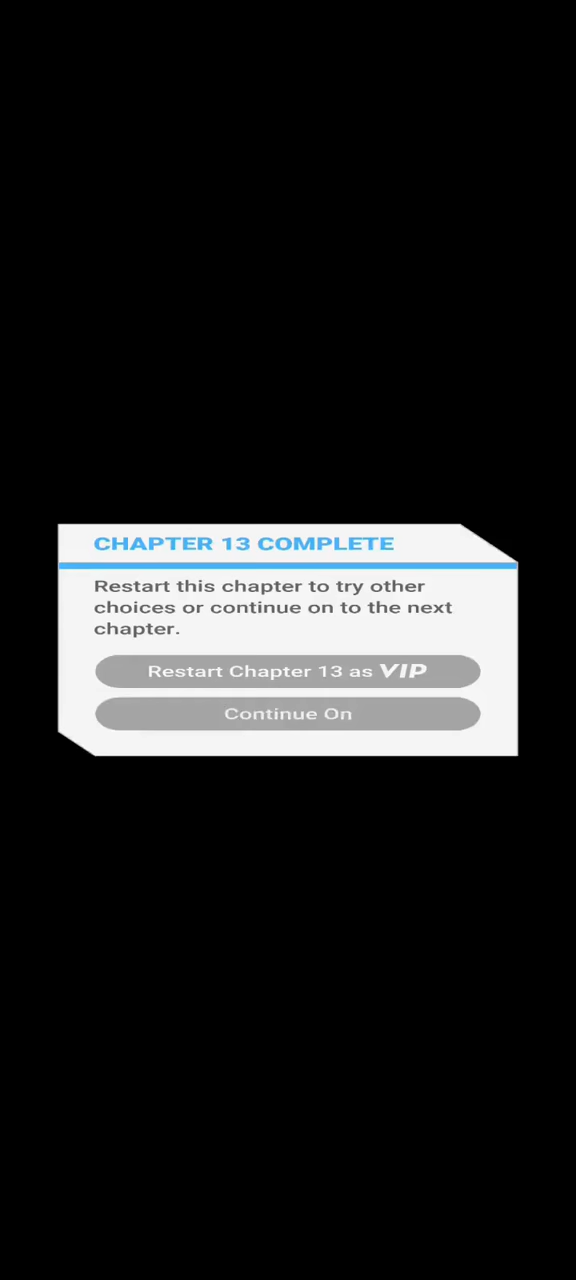 CHAPTER 13 COMPLETE
Restart this chapter to try other
choices or continue on to the next
chapter.
Restart Chapter 13 as VIP
Continue On